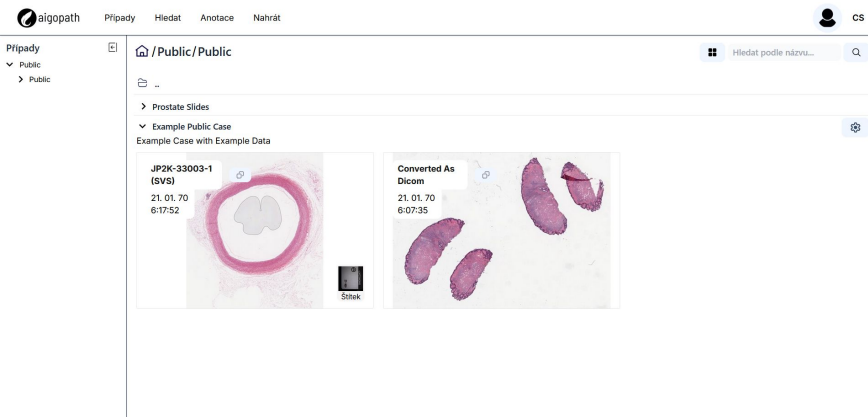 aigopath Případy Hledat Anotace Nahrát CS
Případy
Public
Public
/ Public / Public
Hledat podle názvu...
..
Prostate Slides
Example Public Case
Example Case with Example Data
JP2K-33003-1
(SVS)
21. 01. 70
6:17:52
Štítek
Converted As
Dicom
21. 01. 70
6:07:35